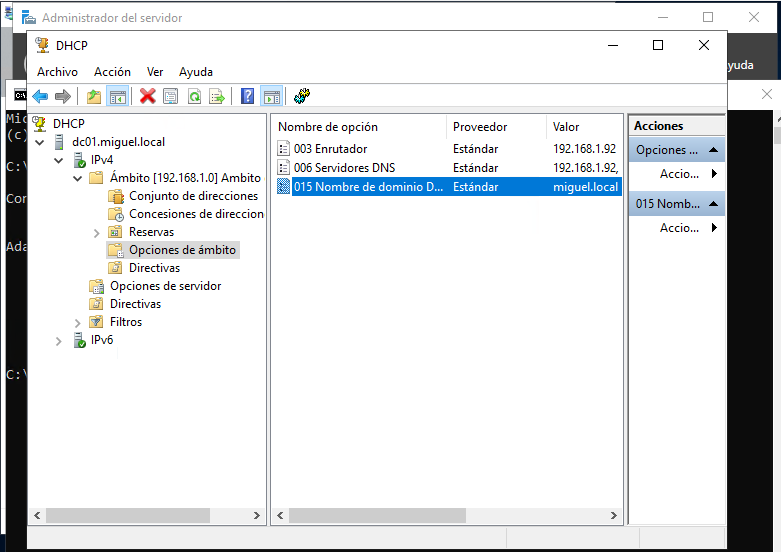 Administrador del servidor
DHCP
yuda
Archivo Acción Ver Ayuda
DHCP
dc01.miguel.local
IPv4
Ámbito [192.168.1.0] Ambito
Conjunto de direcciones
Concesiones de direccion
Reservas
Opciones de ámbito
Directivas
Opciones de servidor
Directivas
Filtros
IPv6
Nombre de opción Proveedor Valor
003 Enrutador Estándar 192.168.1.92
006 Servidores DNS Estándar 192.168.1.92,
015 Nombre de dominio D... Estándar miguel.local
Acciones
Opciones ...
Accio...
015 Nomb...
Accio...
C:\
Mic
(C)
C:\
Con
Ada
C:\